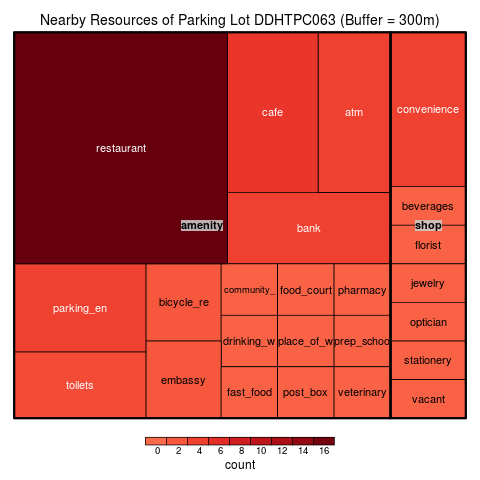 Nearby Resources of Parking Lot DDHTPC063 (Buffer = 300m)
restaurant
cafe
atm
convenience
beverages
amenity
bank
shop
florist
parking_en
bicycle_re
community_
food_court
pharmacy
jewelry
drinking_w
place_of_w
prep_schoo
optician
toilets
embassy
fast_food
post_box
veterinary
stationery
vacant
0 2 4 6 8 10 12 14 16
count